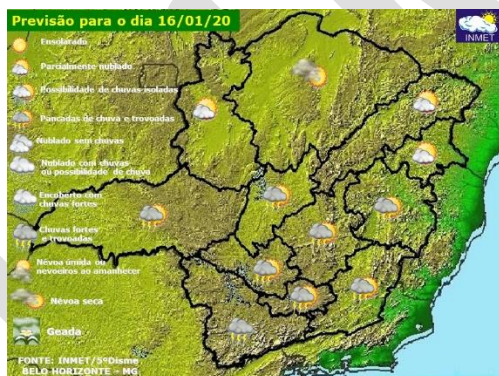 Previsão para o dia 16/01/20
INMET
Ensolarado
Parcialmente nublado
Possibilidade de chuvas isoladas
Pancadas de chuva e trovoadas
Nublado sem chuvas
Nublado com chuvas
ou possibilidade de chuva
Encoberto com
chuvas fortes
Chuvas fortes
e trovoadas
Névoa úmida ou
nevoeiros ao amanhecer
Névoa seca
Geada
FONTE: INMET/5ºDisme
BELO HORIZONTE - MG